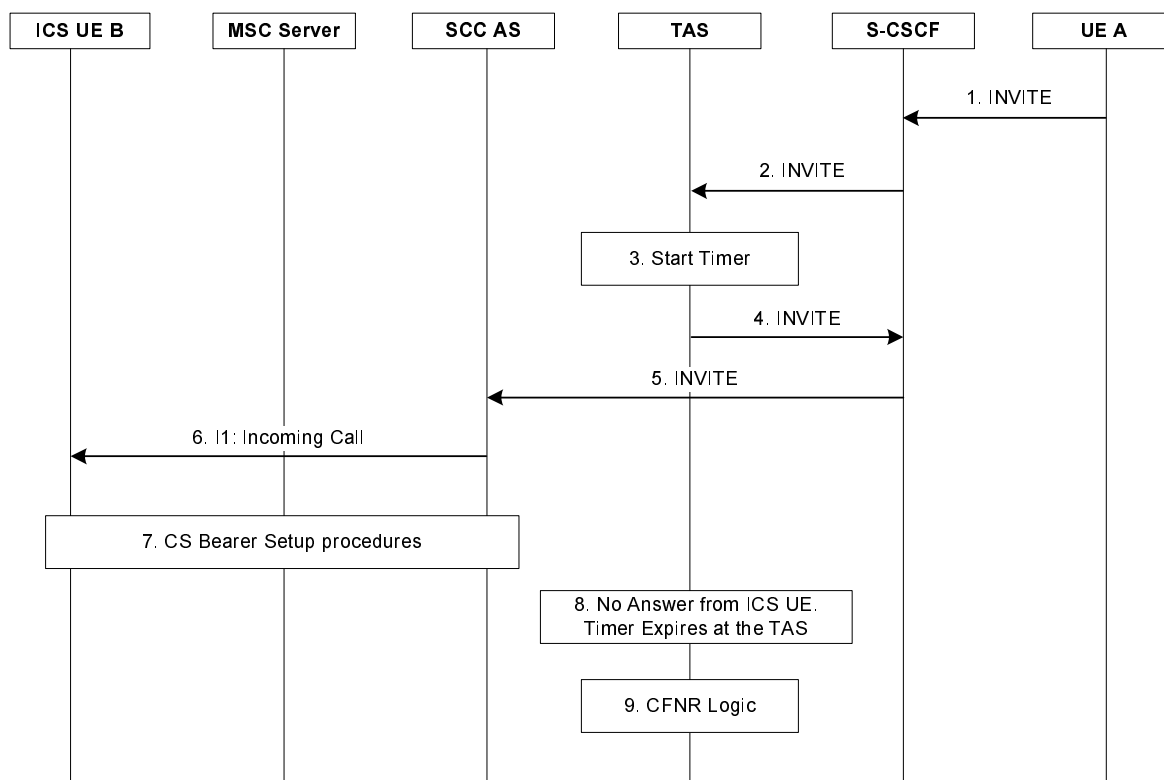 ICS UE B
MSC Server
SCC AS
TAS
S-CSCF
UE A
1. INVITE
2. INVITE
3. Start Timer
4. INVITE
5. INVITE
6. I1: Incoming Call
7. CS Bearer Setup procedures
8. No Answer from ICS UE.
Timer Expires at the TAS
9. CFNR Logic